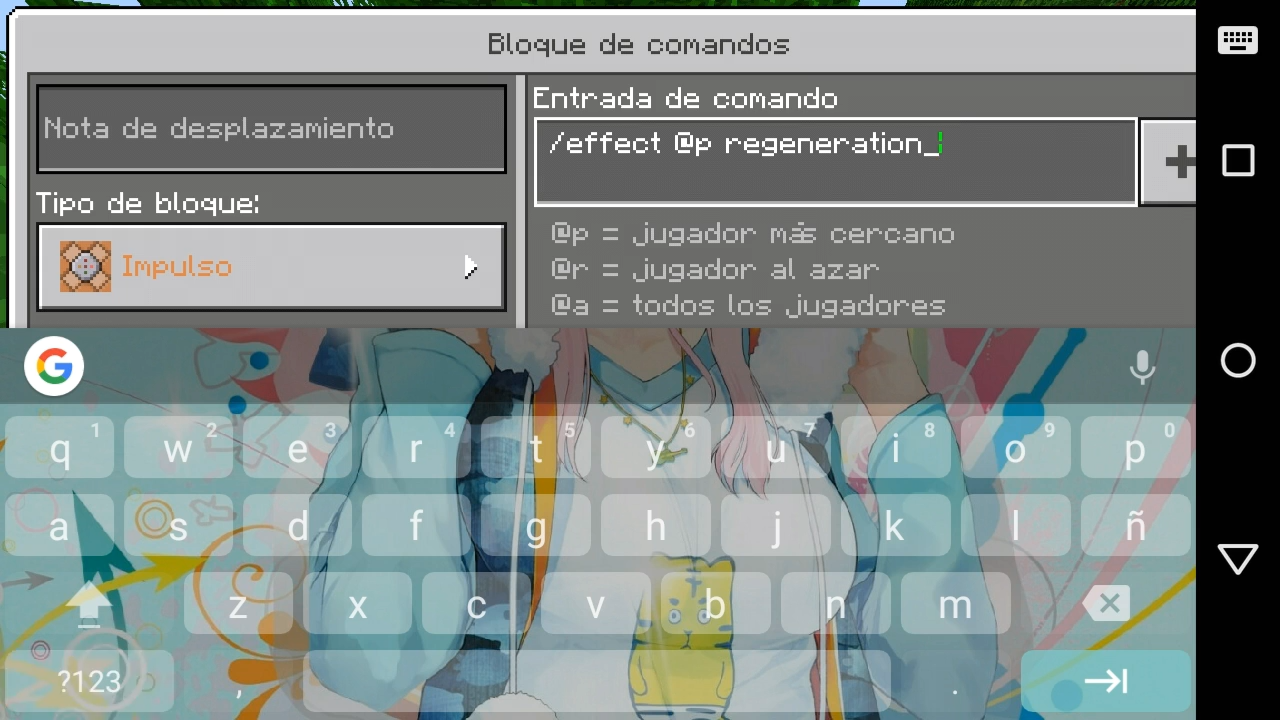 Bloque de comandos
Nota de desplazamiento
Tipo de bloque:
Impulso
Entrada de comando
/effect @p regeneration_
@p = jugador más cercano
@r = jugador al azar
@a = todos los jugadores
G
q 1 w 2 e 3 r 4 t 5 y 6 u 7 i 8 o 9 p 0
a s d f g h j k l ñ
z x c v b n m
?123 , .